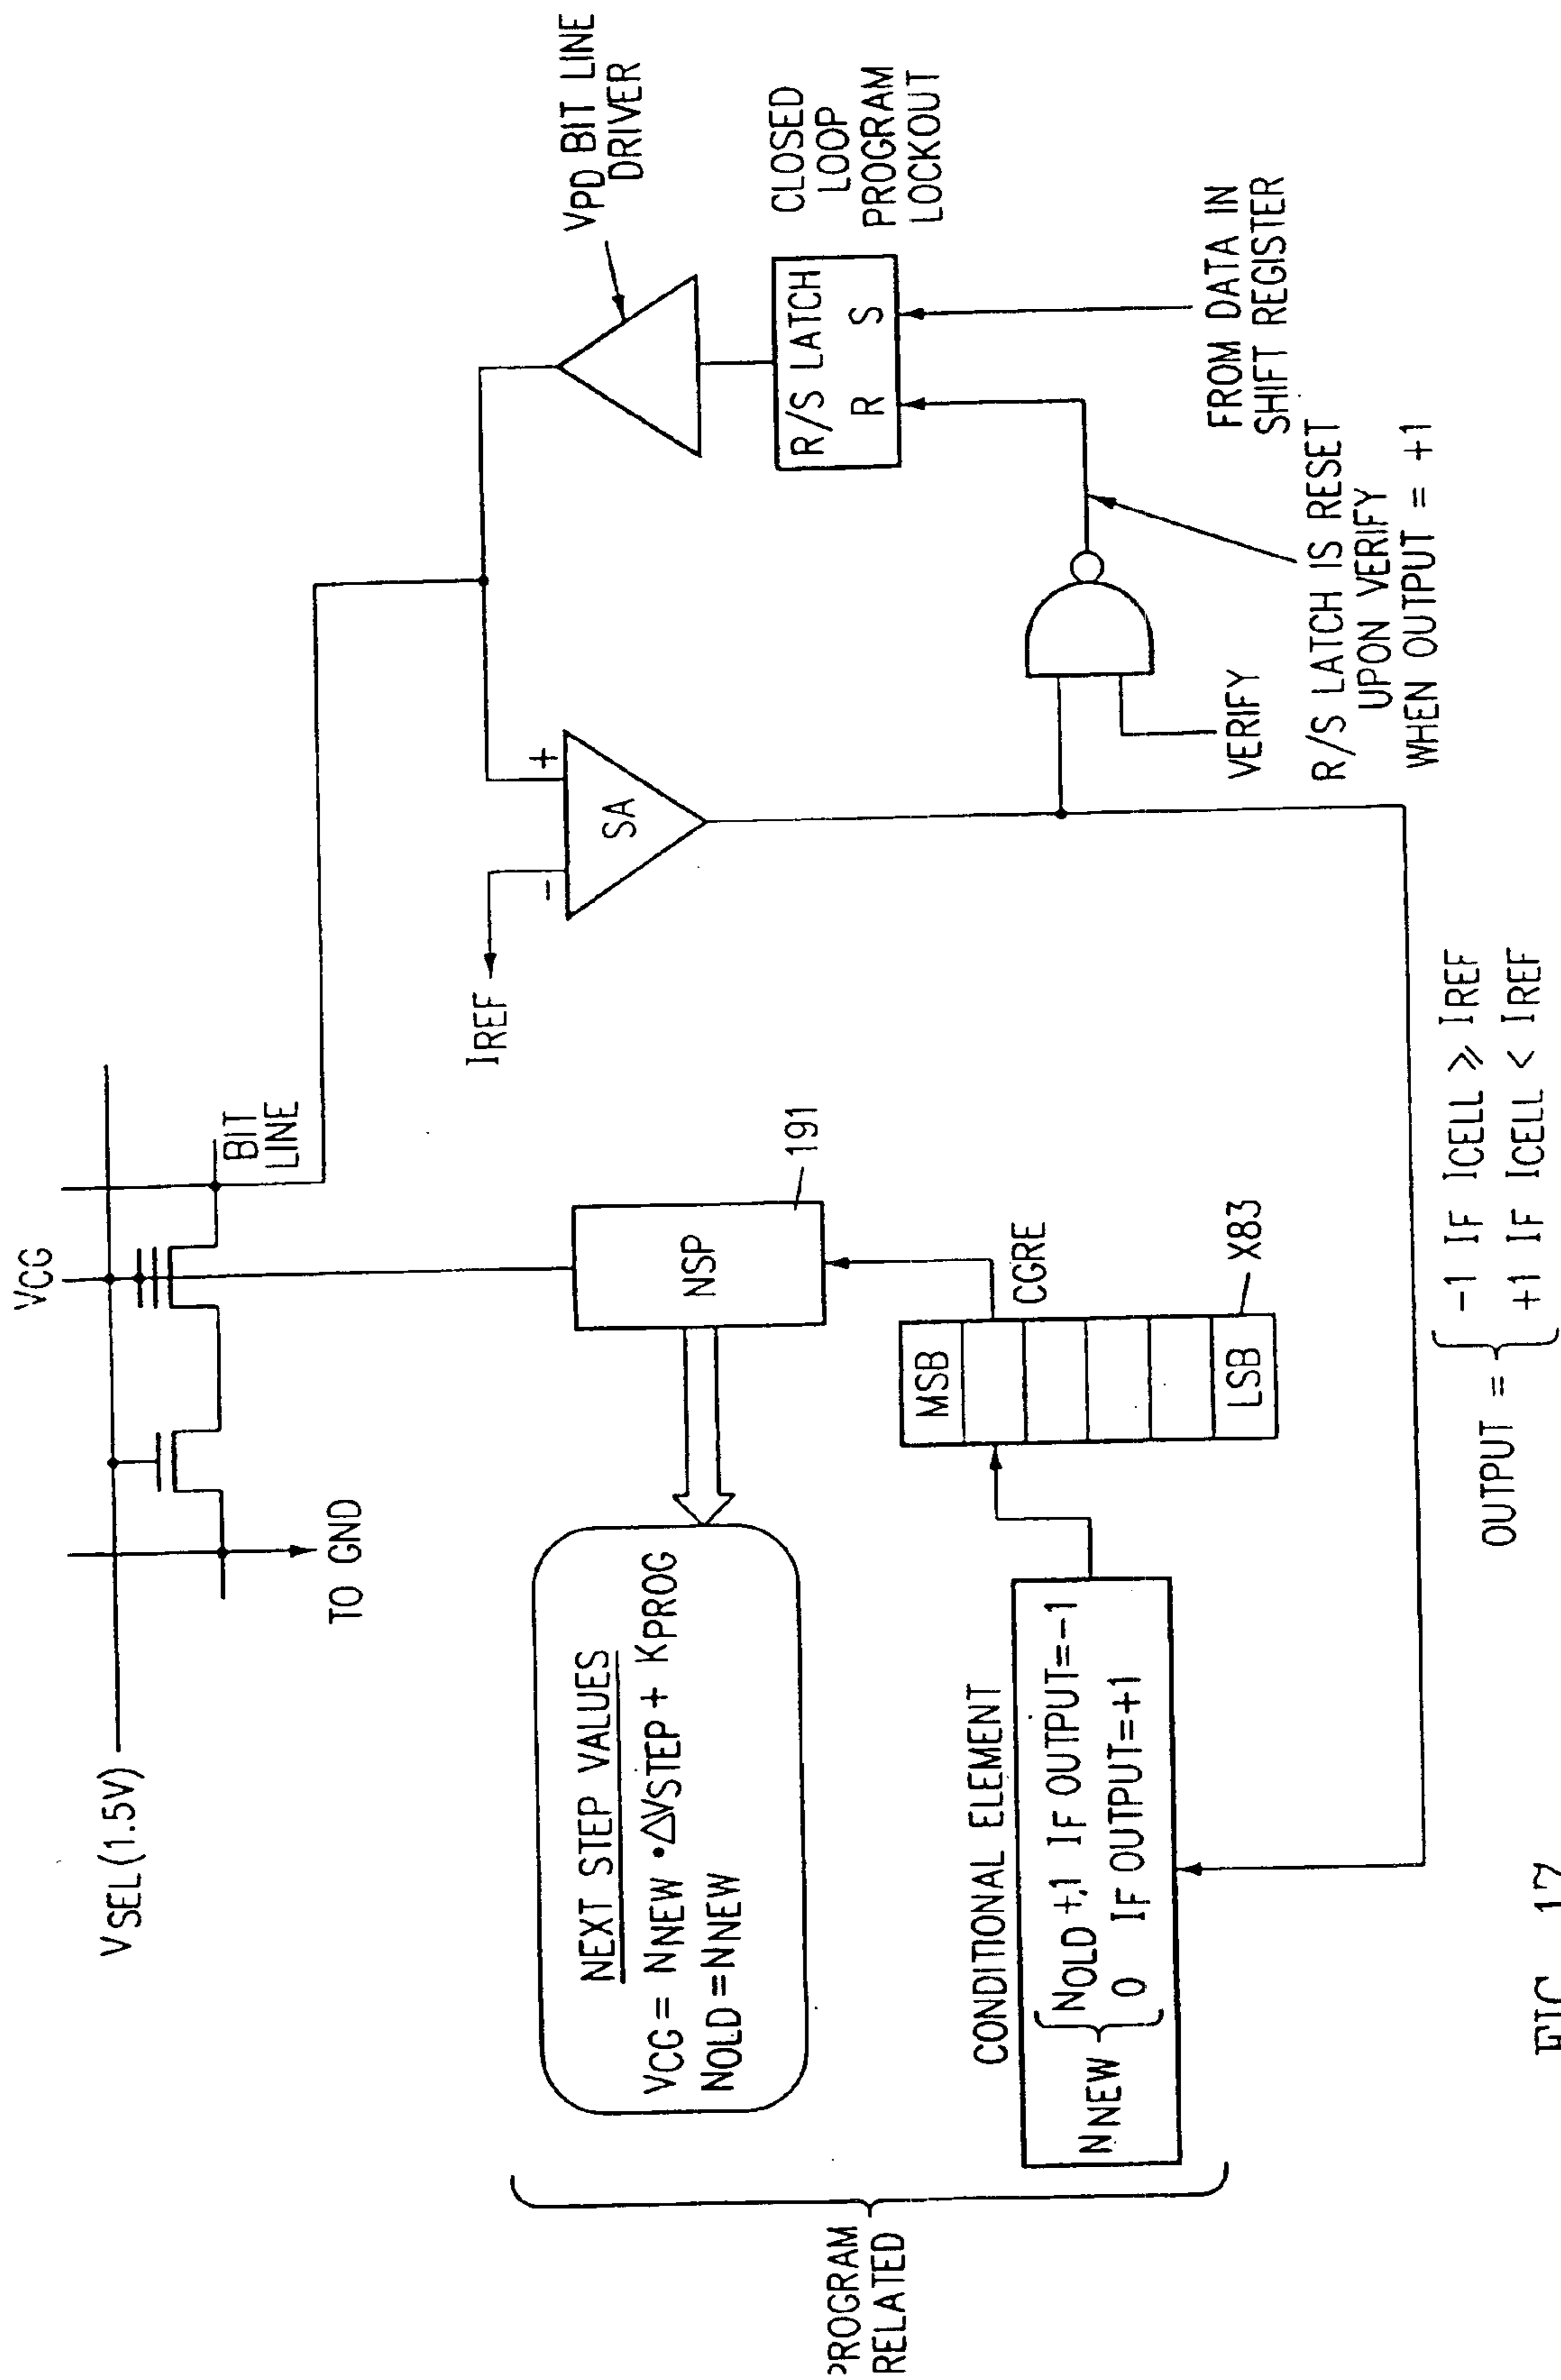 VSEL(1.5V)
VCG
TO GND
BIT
LINE
VPD BIT LINE
DRIVER
IREF
-
+
SA
CLOSED
LOOP
PROGRAM
LOCKOUT
R/S LATCH
R S
FROM DATA IN
SHIFT REGISTER
VERIFY
R/S LATCH IS RESET
UPON VERIFY
WHEN OUTPUT = +1
NSP
191
NEXT STEP VALUES
VCG = NNEW •ΔVSTEP + KPROG
NOLD = NNEW
CGRE
MSB
LSB
X83
CONDITIONAL ELEMENT
NNEW
NOLD +1 IF OUTPUT=-1
0 IF OUTPUT=+1
PROGRAM
RELATED
OUTPUT =
-1 IF ICELL ⩾ IREF
+1 IF ICELL < IREF
FIG. 17